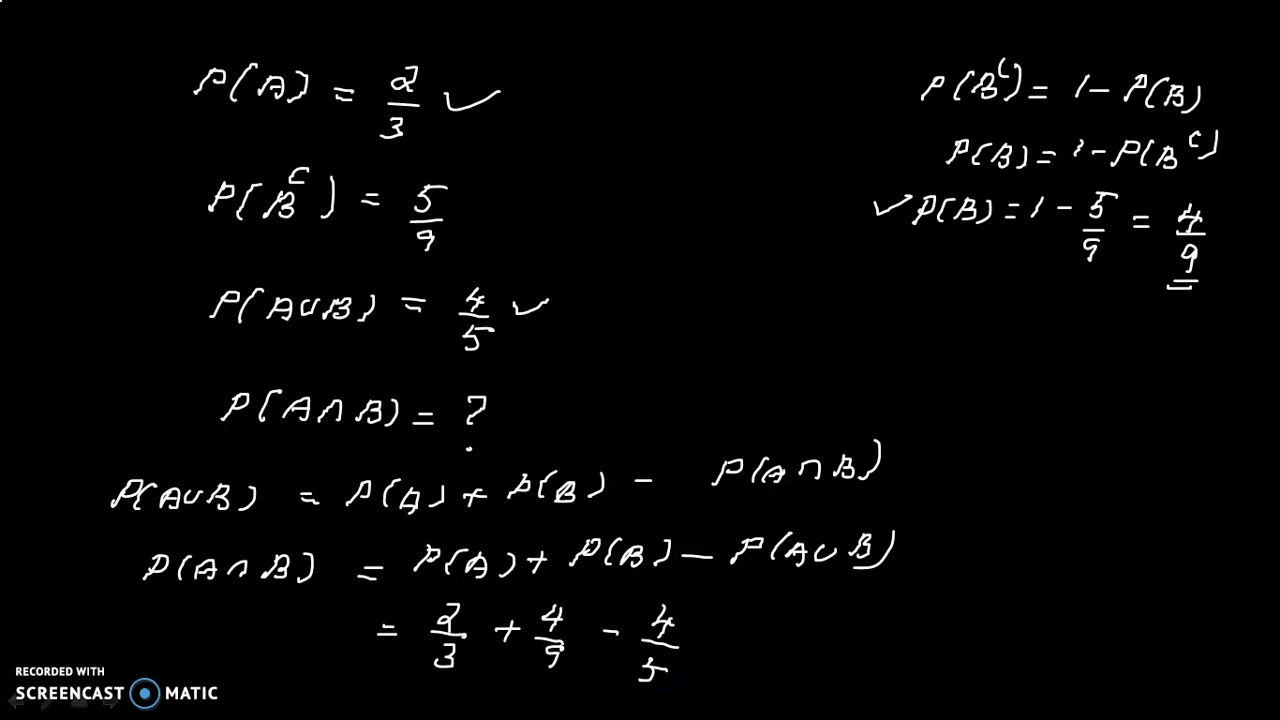 P(A) = 2/3 ✓
P(B^c) = 5/9
P(A∪B) = 4/5 ✓
P(A∩B) = ?
P(A∪B) = P(A) + P(B) - P(A∩B)
P(A∩B) = P(A) + P(B) - P(A∪B)
= 2/3 + 4/9 - 4/5
P(B^c) = 1 - P(B)
P(B) = 1 - P(B^c)
✓ P(B) = 1 - 5/9 = 4/9
RECORDED WITH
SCREENCAST MATIC